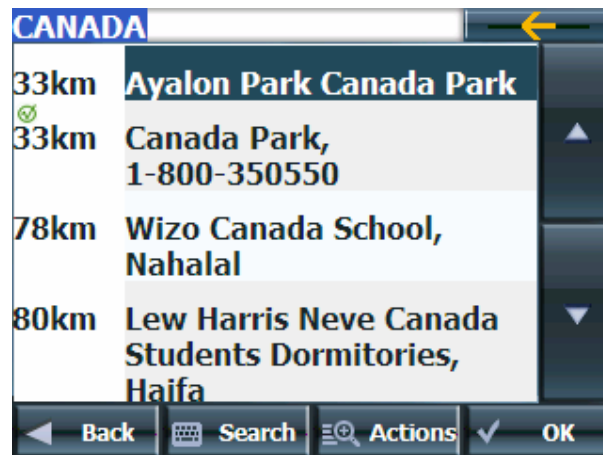 CANADA
33km Ayalon Park Canada Park
33km Canada Park,
1-800-350550
78km Wizo Canada School,
Nahalal
80km Lew Harris Neve Canada
Students Dormitories,
Haifa
Back Search Actions OK